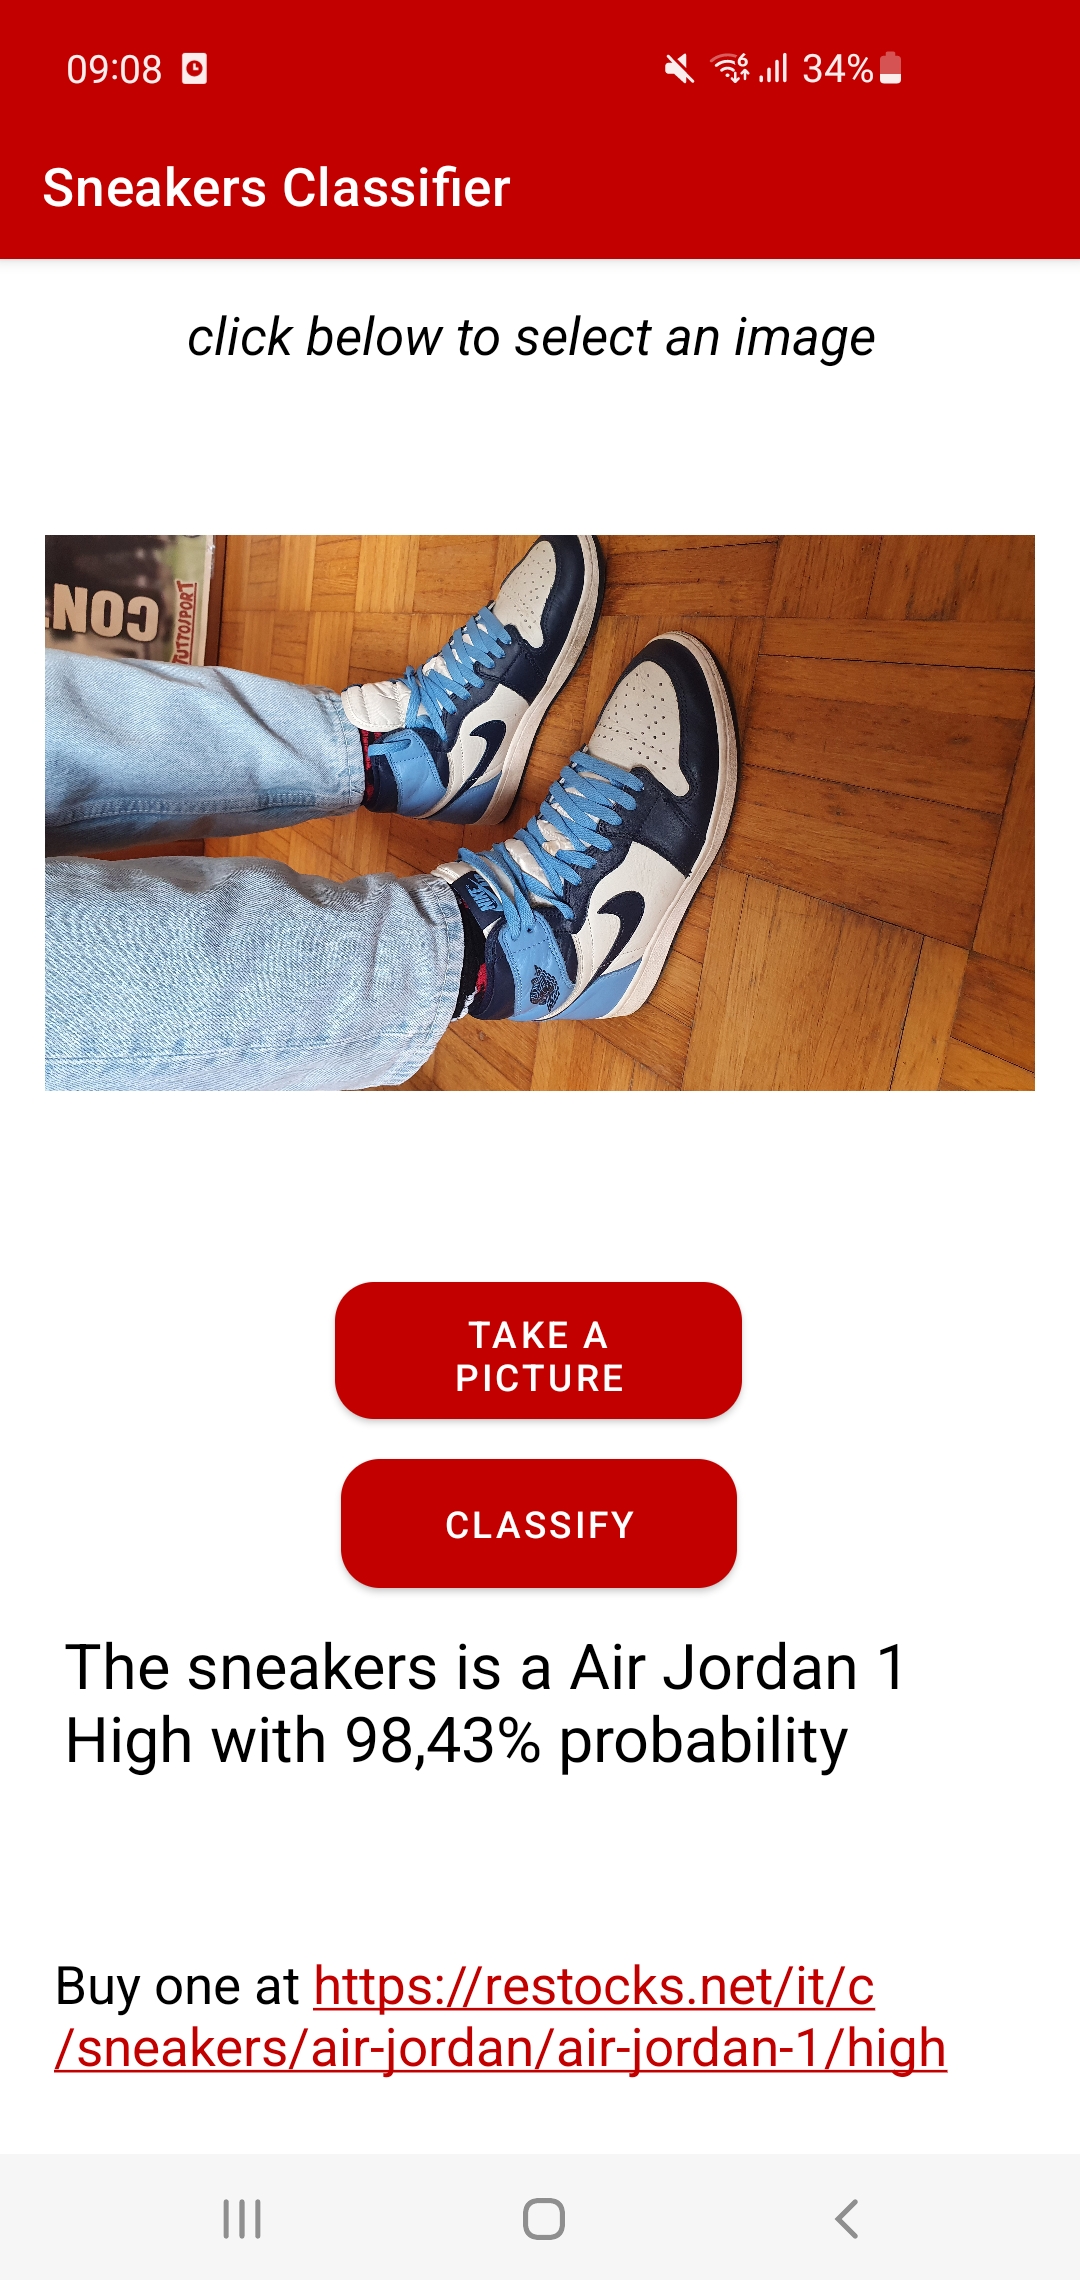 09:08
34%
Sneakers Classifier
click below to select an image
CON
TUTTOSPORT
NIKE
TAKE A
PICTURE
CLASSIFY
The sneakers is a Air Jordan 1
High with 98,43% probability
Buy one at https://restocks.net/it/c
/sneakers/air-jordan/air-jordan-1/high